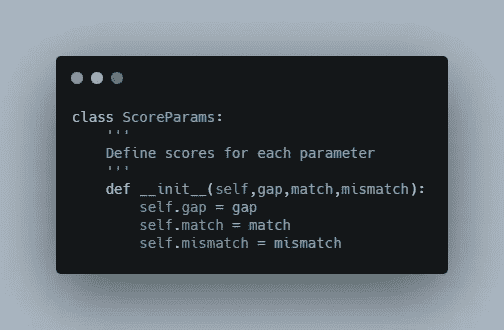 class ScoreParams:
    '''
    Define scores for each parameter
    '''
    def __init__(self,gap,match,mismatch):
        self.gap = gap
        self.match = match
        self.mismatch = mismatch